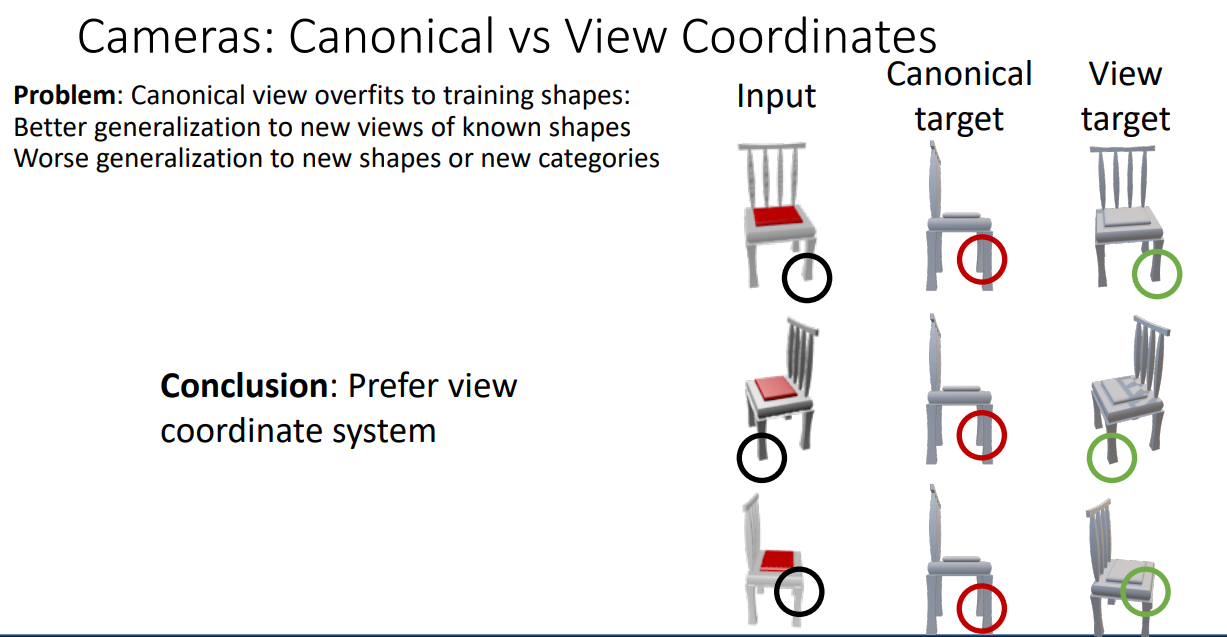 Cameras: Canonical vs View Coordinates
Problem: Canonical view overfits to training shapes:
Better generalization to new views of known shapes
Worse generalization to new shapes or new categories
Input
Canonical
target
View
target
Conclusion: Prefer view
coordinate system